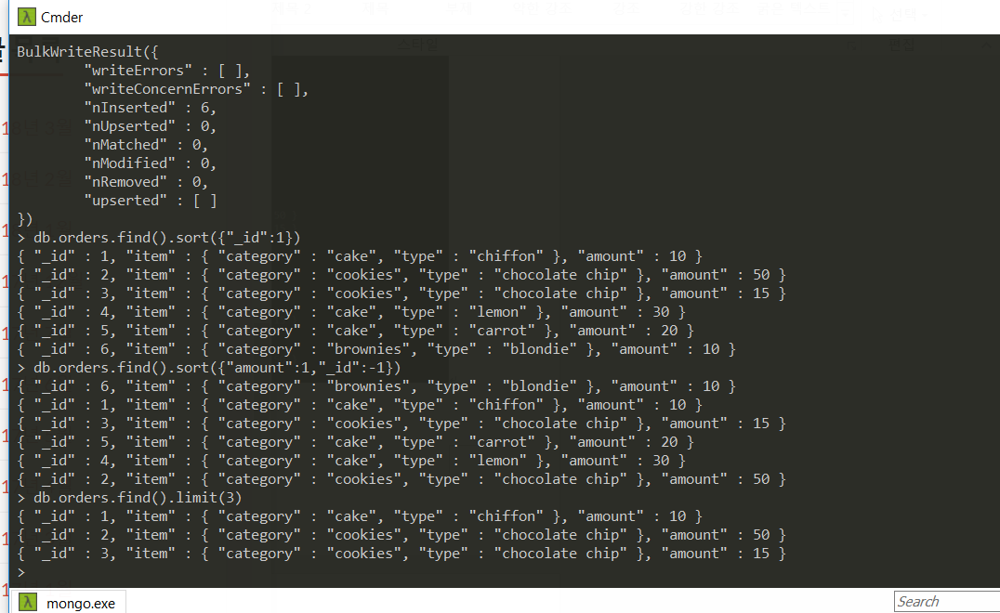 Cmder
BulkWriteResult({
        "writeErrors" : [ ],
        "writeConcernErrors" : [ ],
        "nInserted" : 6,
        "nUpserted" : 0,
        "nMatched" : 0,
        "nModified" : 0,
        "nRemoved" : 0,
        "upserted" : [ ]
})
> db.orders.find().sort({"_id":1})
{ "_id" : 1, "item" : { "category" : "cake", "type" : "chiffon" }, "amount" : 10 }
{ "_id" : 2, "item" : { "category" : "cookies", "type" : "chocolate chip" }, "amount" : 50 }
{ "_id" : 3, "item" : { "category" : "cookies", "type" : "chocolate chip" }, "amount" : 15 }
{ "_id" : 4, "item" : { "category" : "cake", "type" : "lemon" }, "amount" : 30 }
{ "_id" : 5, "item" : { "category" : "cake", "type" : "carrot" }, "amount" : 20 }
{ "_id" : 6, "item" : { "category" : "brownies", "type" : "blondie" }, "amount" : 10 }
> db.orders.find().sort({"amount":1,"_id":-1})
{ "_id" : 6, "item" : { "category" : "brownies", "type" : "blondie" }, "amount" : 10 }
{ "_id" : 1, "item" : { "category" : "cake", "type" : "chiffon" }, "amount" : 10 }
{ "_id" : 3, "item" : { "category" : "cookies", "type" : "chocolate chip" }, "amount" : 15 }
{ "_id" : 5, "item" : { "category" : "cake", "type" : "carrot" }, "amount" : 20 }
{ "_id" : 4, "item" : { "category" : "cake", "type" : "lemon" }, "amount" : 30 }
{ "_id" : 2, "item" : { "category" : "cookies", "type" : "chocolate chip" }, "amount" : 50 }
> db.orders.find().limit(3)
{ "_id" : 1, "item" : { "category" : "cake", "type" : "chiffon" }, "amount" : 10 }
{ "_id" : 2, "item" : { "category" : "cookies", "type" : "chocolate chip" }, "amount" : 50 }
{ "_id" : 3, "item" : { "category" : "cookies", "type" : "chocolate chip" }, "amount" : 15 }
>
mongo.exe
Search